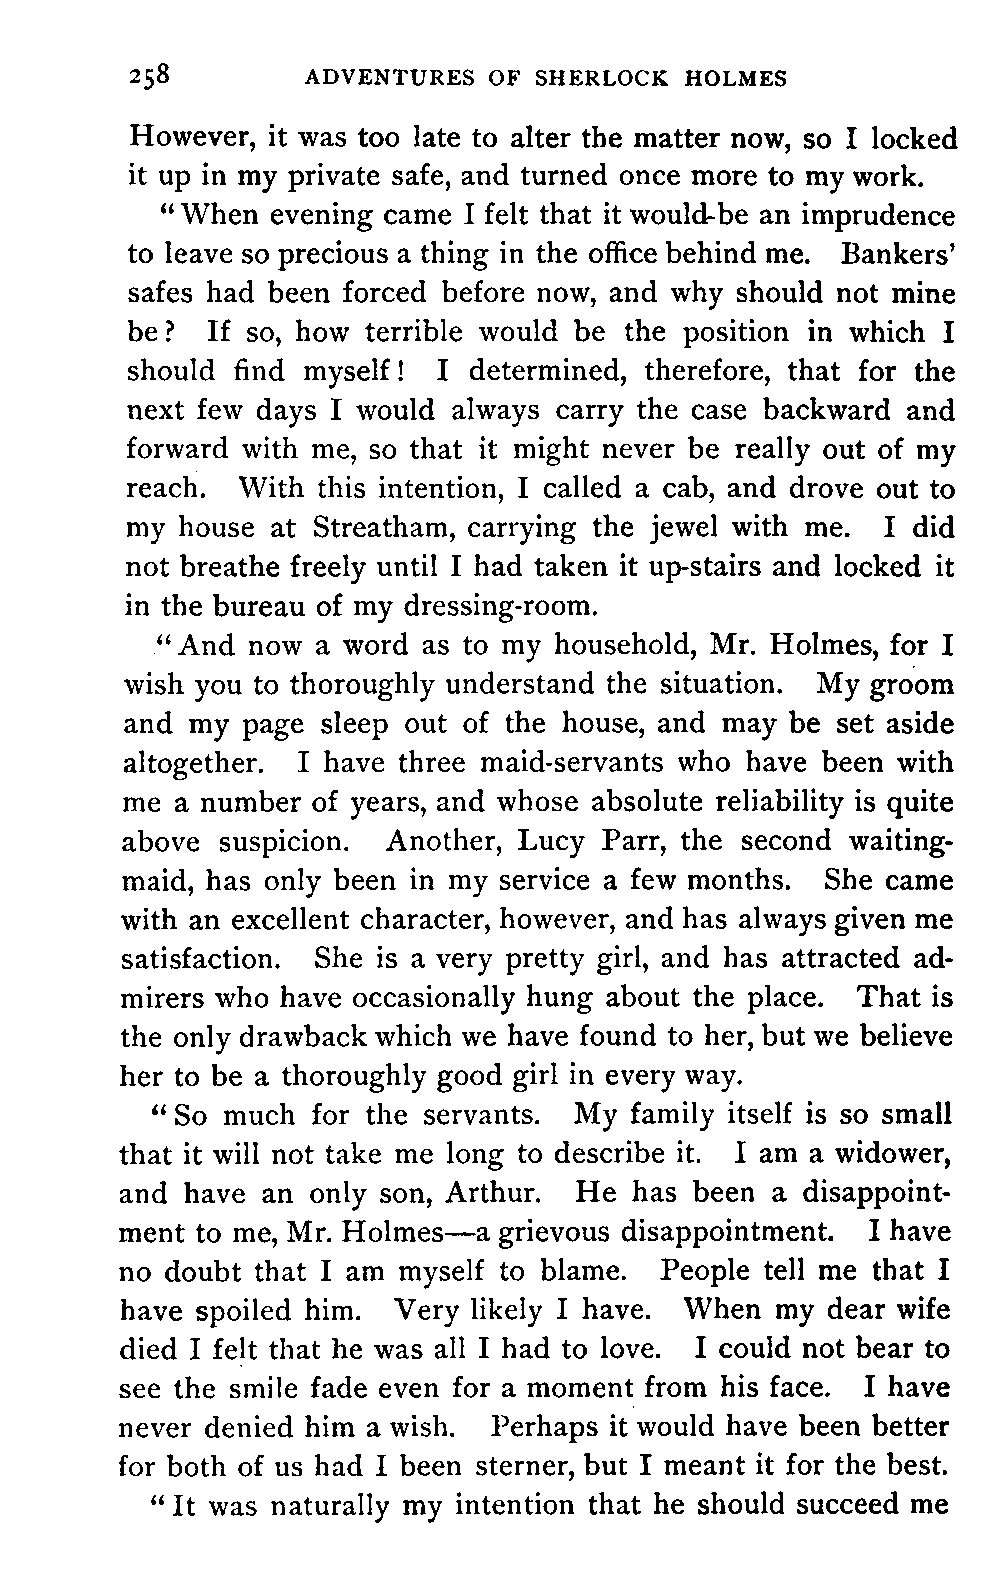 258 ADVENTURES OF SHERLOCK HOLMES
However, it was too late to alter the matter now, so I locked
it up in my private safe, and turned once more to my work.
“When evening came I felt that it would-be an imprudence
to leave so precious a thing in the office behind me. Bankers’
safes had been forced before now, and why should not mine
be? If so, how terrible would be the position in which I
should find myself! I determined, therefore, that for the
next few days I would always carry the case backward and
forward with me, so that it might never be really out of my
reach. With this intention, I called a cab, and drove out to
my house at Streatham, carrying the jewel with me. I did
not breathe freely until I had taken it up-stairs and locked it
in the bureau of my dressing-room.
“And now a word as to my household, Mr. Holmes, for I
wish you to thoroughly understand the situation. My groom
and my page sleep out of the house, and may be set aside
altogether. I have three maid-servants who have been with
me a number of years, and whose absolute reliability is quite
above suspicion. Another, Lucy Parr, the second waiting-
maid, has only been in my service a few months. She came
with an excellent character, however, and has always given me
satisfaction. She is a very pretty girl, and has attracted ad-
mirers who have occasionally hung about the place. That is
the only drawback which we have found to her, but we believe
her to be a thoroughly good girl in every way.
“So much for the servants. My family itself is so small
that it will not take me long to describe it. I am a widower,
and have an only son, Arthur. He has been a disappoint-
ment to me, Mr. Holmes—a grievous disappointment. I have
no doubt that I am myself to blame. People tell me that I
have spoiled him. Very likely I have. When my dear wife
died I felt that he was all I had to love. I could not bear to
see the smile fade even for a moment from his face. I have
never denied him a wish. Perhaps it would have been better
for both of us had I been sterner, but I meant it for the best.
“It was naturally my intention that he should succeed me